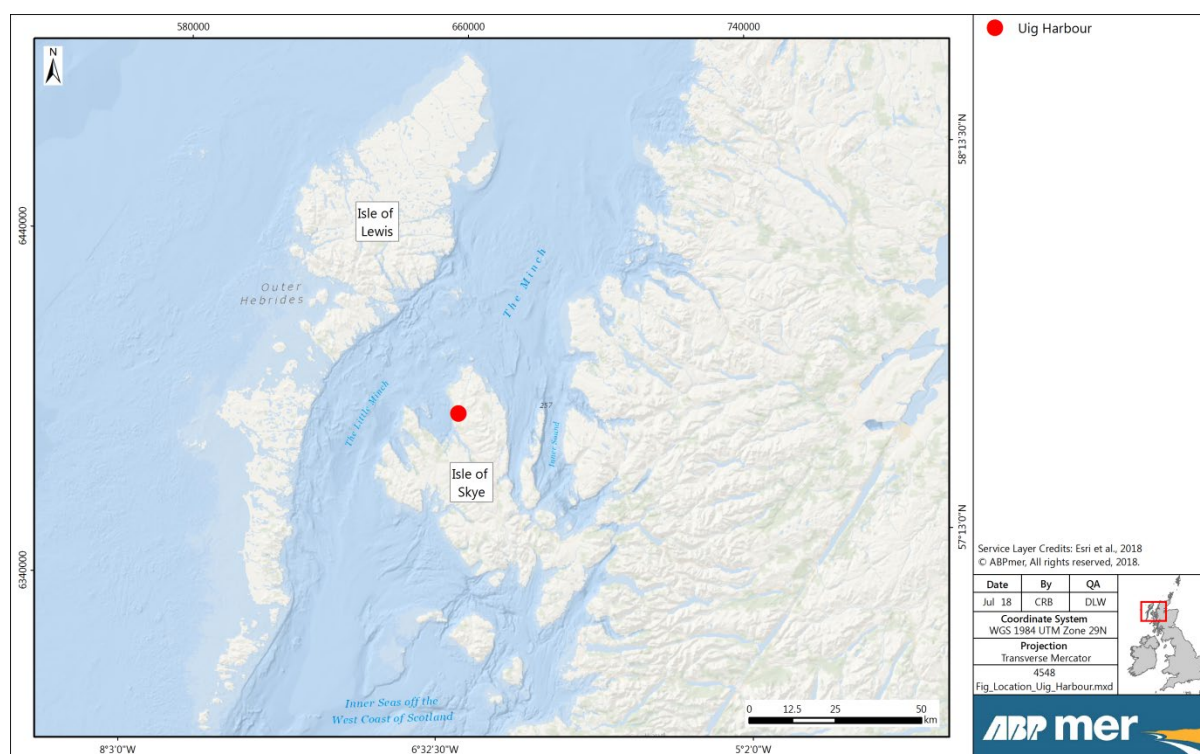 580000
660000
740000
N
Uig Harbour
58°13'30"N
Isle of
Lewis
6440000
The Minch
Outer
Hebrides
The Little Minch
257
Inner Sound
Isle of
Skye
57°13'0"N
6340000
Service Layer Credits: Esri et al., 2018
© ABPmer, All rights reserved, 2018.
Date By QA
Jul 18 CRB DLW
Coordinate System
WGS 1984 UTM Zone 29N
Projection
Transverse Mercator
4548
Fig_Location_Uig_Harbour.mxd
Inner Seas off the
West Coast of Scotland
0 12.5 25 50
km
8°3'0"W
6°32'30"W
5°2'0"W
ABPmer